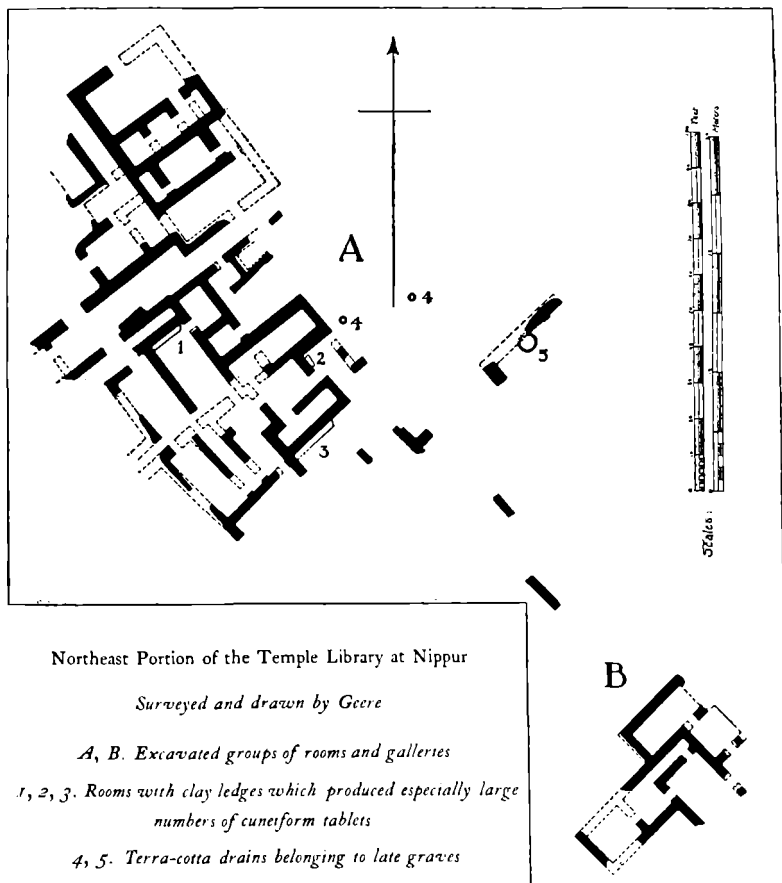 A
4
4
1
2
5
3
Feet
Scales:
B
Northeast Portion of the Temple Library at Nippur
Surveyed and drawn by Geere
A, B. Excavated groups of rooms and galleries
1, 2, 3. Rooms with clay ledges which produced especially large
numbers of cuneiform tablets
4, 5. Terra-cotta drains belonging to late graves